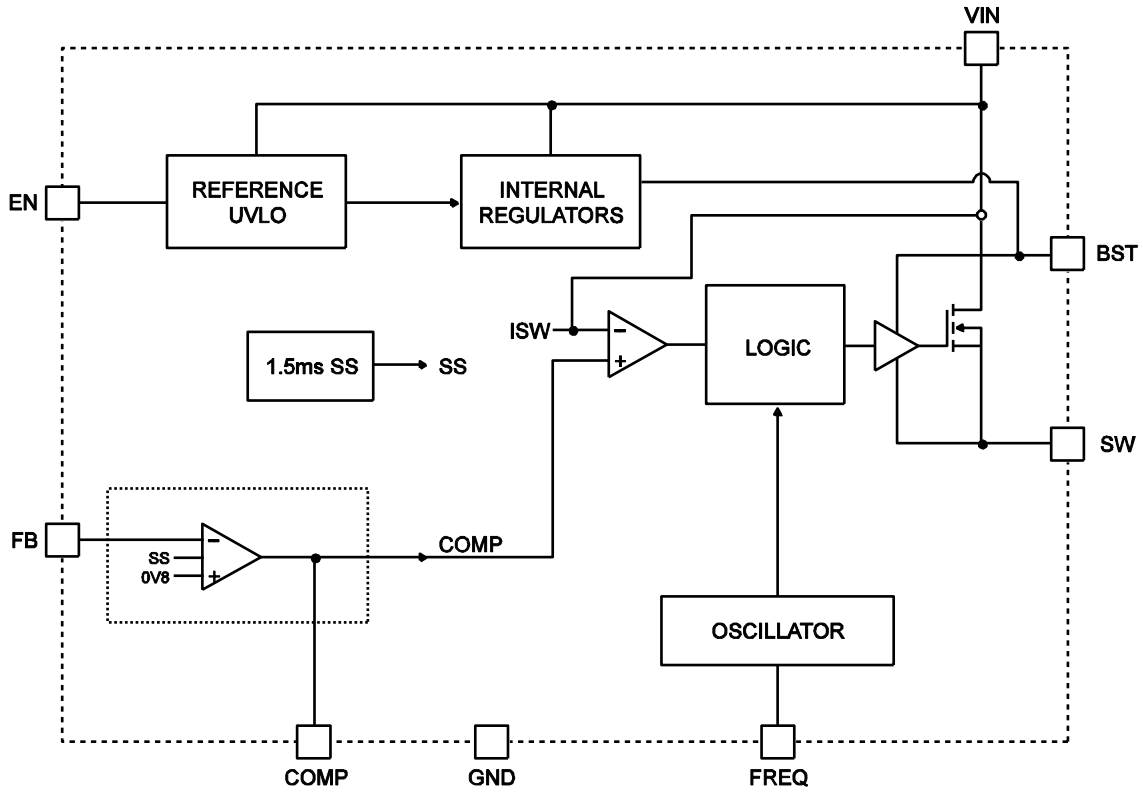 VIN
EN
REFERENCE
UVLO
INTERNAL
REGULATORS
BST
ISW
−
+
LOGIC
1.5ms SS
SS
SW
FB
−
SS
0V8
+
COMP
OSCILLATOR
COMP
GND
FREQ